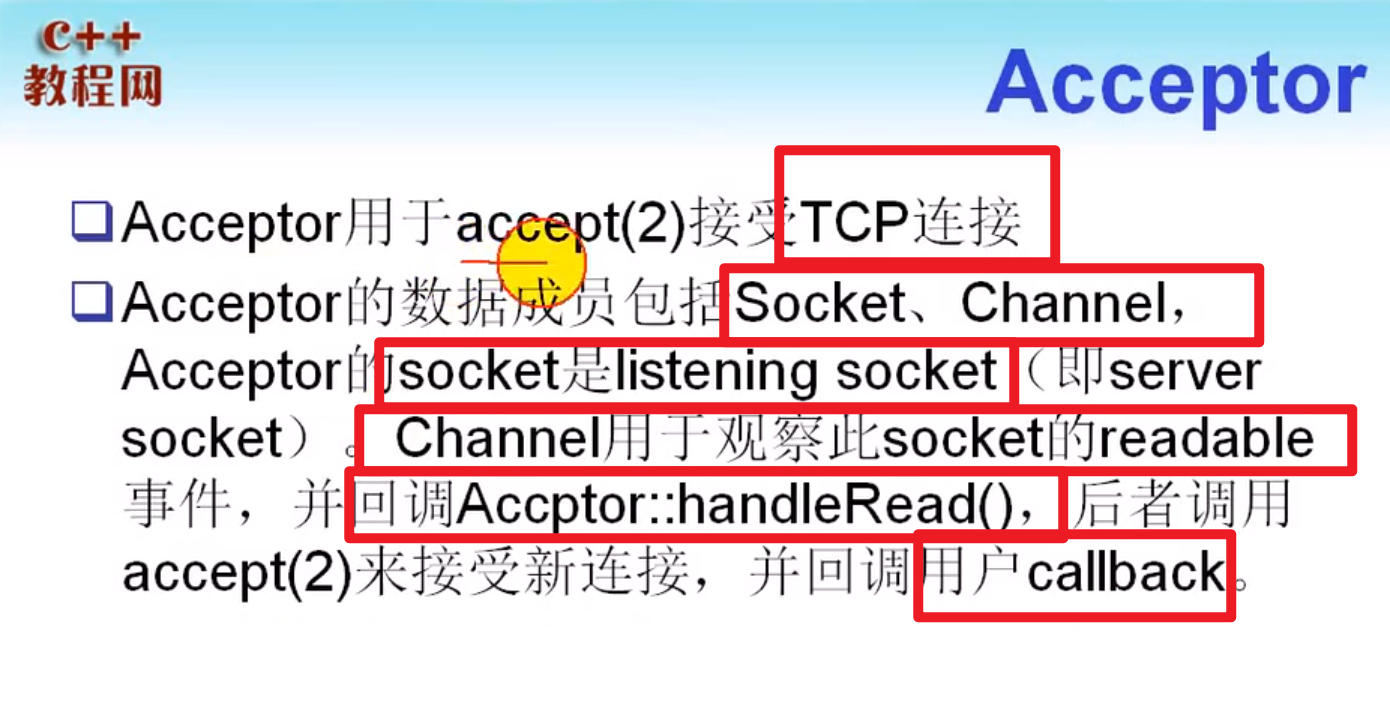 C++
教程网
Acceptor
Acceptor用于accept(2)接受TCP连接
Acceptor的数据成员包括Socket、Channel，
Acceptor的socket是listening socket（即server
socket）。Channel用于观察此socket的readable
事件，并回调Accptor::handleRead()，后者调用
accept(2)来接受新连接，并回调用户callback。